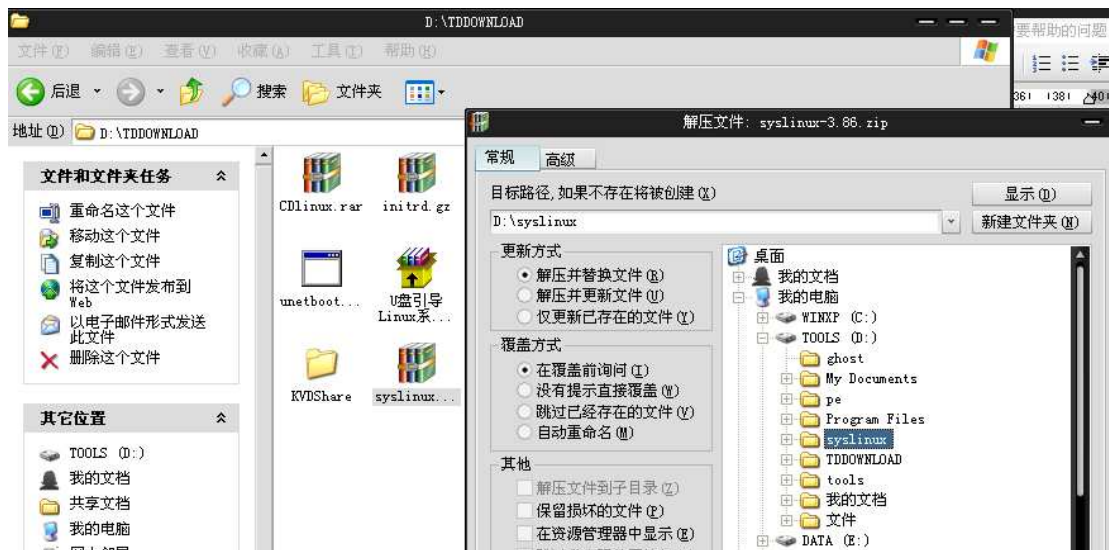 D:\TDDOWNLOAD
文件(F) 编辑(E) 查看(V) 收藏(A) 工具(T) 帮助(H)
要帮助的问题
后退 搜索 文件夹
地址(D) D:\TDDOWNLOAD
文件和文件夹任务
重命名这个文件
移动这个文件
复制这个文件
将这个文件发布到
Web
以电子邮件形式发送
此文件
删除这个文件
其它位置
TOOLS (D:)
我的文档
共享文档
我的电脑
CDlinux.rar initrd.gz
unetboot... U盘引导
Linux系...
KVDShare syslinux...
解压文件: syslinux-3.86.zip
常规 高级
目标路径,如果不存在将被创建(X)
显示(D)
D:\syslinux
新建文件夹(N)
更新方式
解压并替换文件(R)
解压并更新文件(U)
仅更新已存在的文件(Y)
覆盖方式
在覆盖前询问(I)
没有提示直接覆盖(W)
跳过已经存在的文件(V)
自动重命名(M)
其他
解压文件到子目录(Z)
保留损坏的文件(P)
在资源管理器中显示(E)
桌面
我的文档
我的电脑
WINXP (C:)
TOOLS (D:)
ghost
My Documents
pe
Program Files
syslinux
TDDOWNLOAD
tools
我的文档
文件
DATA (E:)